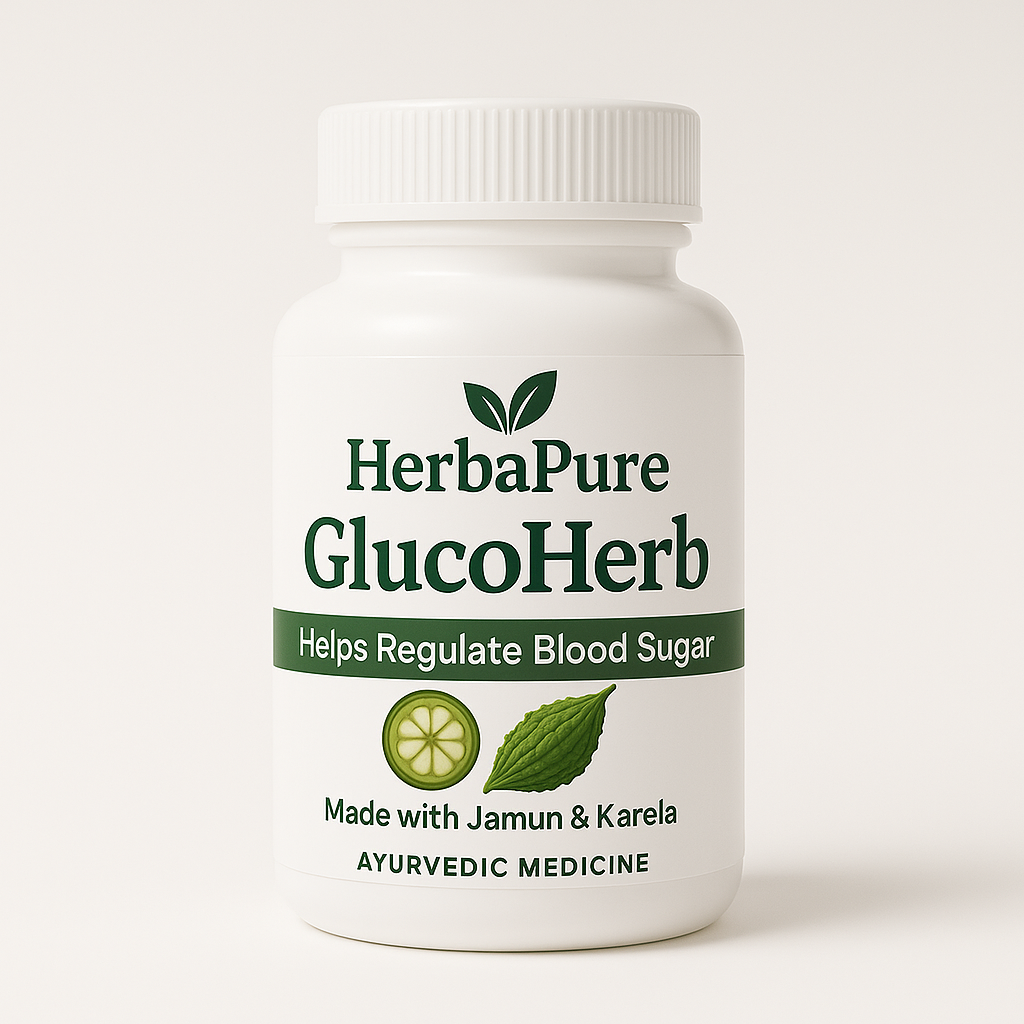 HerbaPure
GlucoHerb
Helps Regulate Blood Sugar
Made with Jamun & Karela
AYURVEDIC MEDICINE